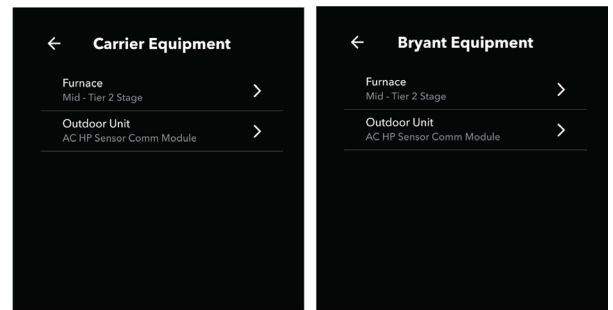 Carrier Equipment
Furnace
Mid - Tier 2 Stage
Outdoor Unit
AC HP Sensor Comm Module
Bryant Equipment
Furnace
Mid - Tier 2 Stage
Outdoor Unit
AC HP Sensor Comm Module